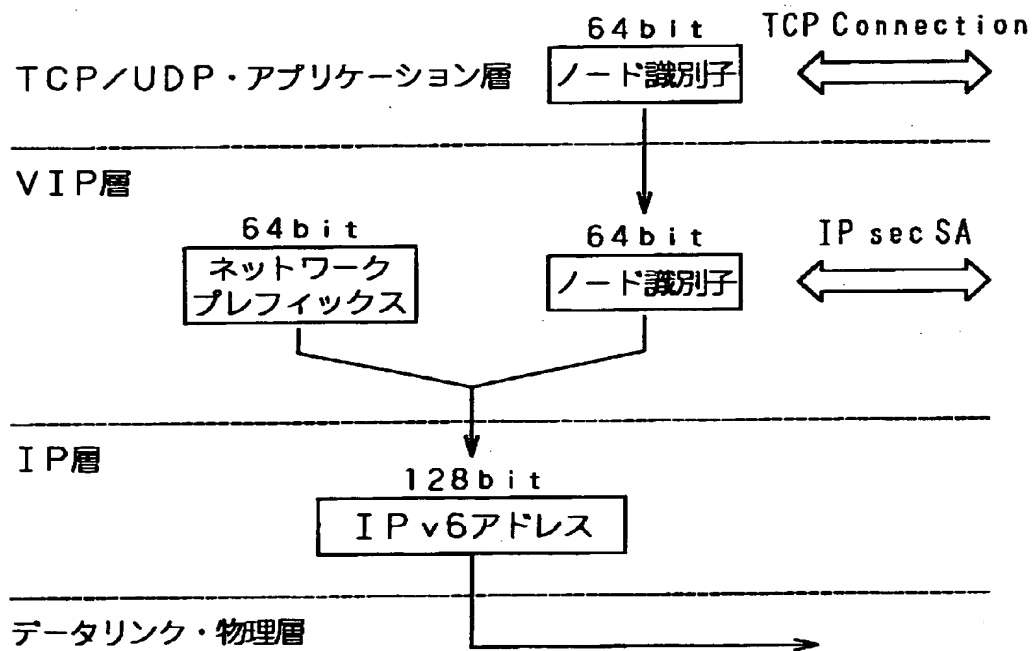 64bit
TCP Connection
TCP/UDP・アプリケーション層
ノード識別子
VIP層
64bit
64bit
IPsec SA
ネットワーク
プレフィックス
ノード識別子
IP層
128bit
IPv6アドレス
データリンク・物理層